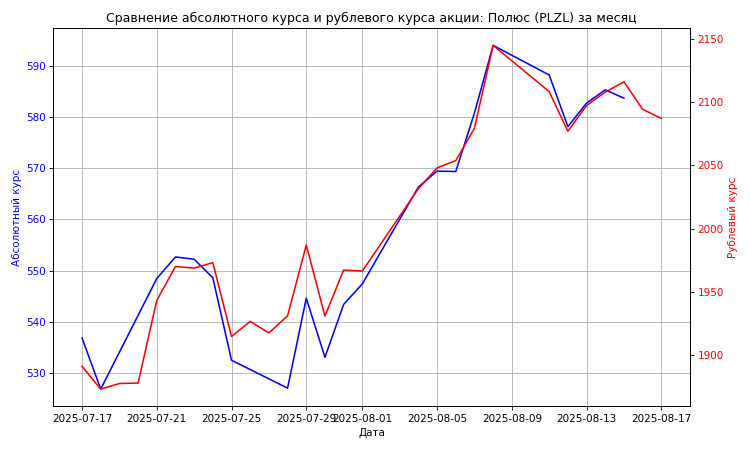 Сравнение абсолютного курса и рублевого курса акции: Полюс (PLZL) за месяц
Абсолютный курс
590
580
570
560
550
540
530
2150
2100
2050
2000
1950
1900
Рублевый курс
2025-07-17 2025-07-21 2025-07-25 2025-07-29 2025-08-01 2025-08-05 2025-08-09 2025-08-13 2025-08-17
Дата